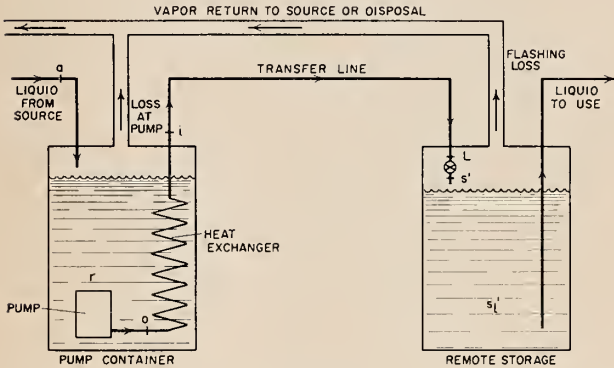 VAPOR RETURN TO SOURCE OR DISPOSAL
a
LIQUID
FROM
SOURCE
LOSS
AT
PUMP
i
TRANSFER LINE
FLASHING
LOSS
LIQUID
TO USE
L
S'
HEAT
EXCHANGER
r
PUMP
o
S'L
PUMP CONTAINER
REMOTE STORAGE